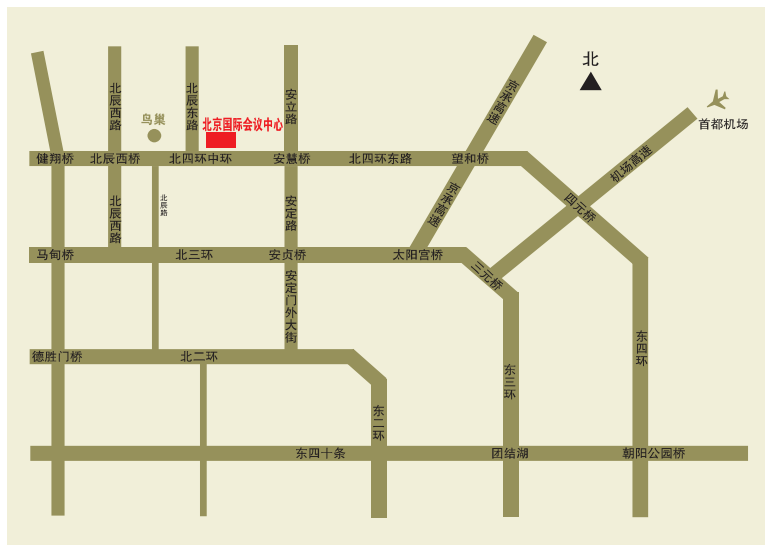 北
北辰西路
北辰东路
安立路
京承高速
鸟巢
北京国际会议中心
首都机场
健翔桥
北辰西桥
北四环中环
安慧桥
北四环东路
望和桥
机场高速
北辰西路
北辰路
安定路
京承高速
四元桥
马甸桥
北三环
安贞桥
太阳宫桥
三元桥
安定门外大街
德胜门桥
北二环
东二环
东三环
东四环
东四十条
团结湖
朝阳公园桥